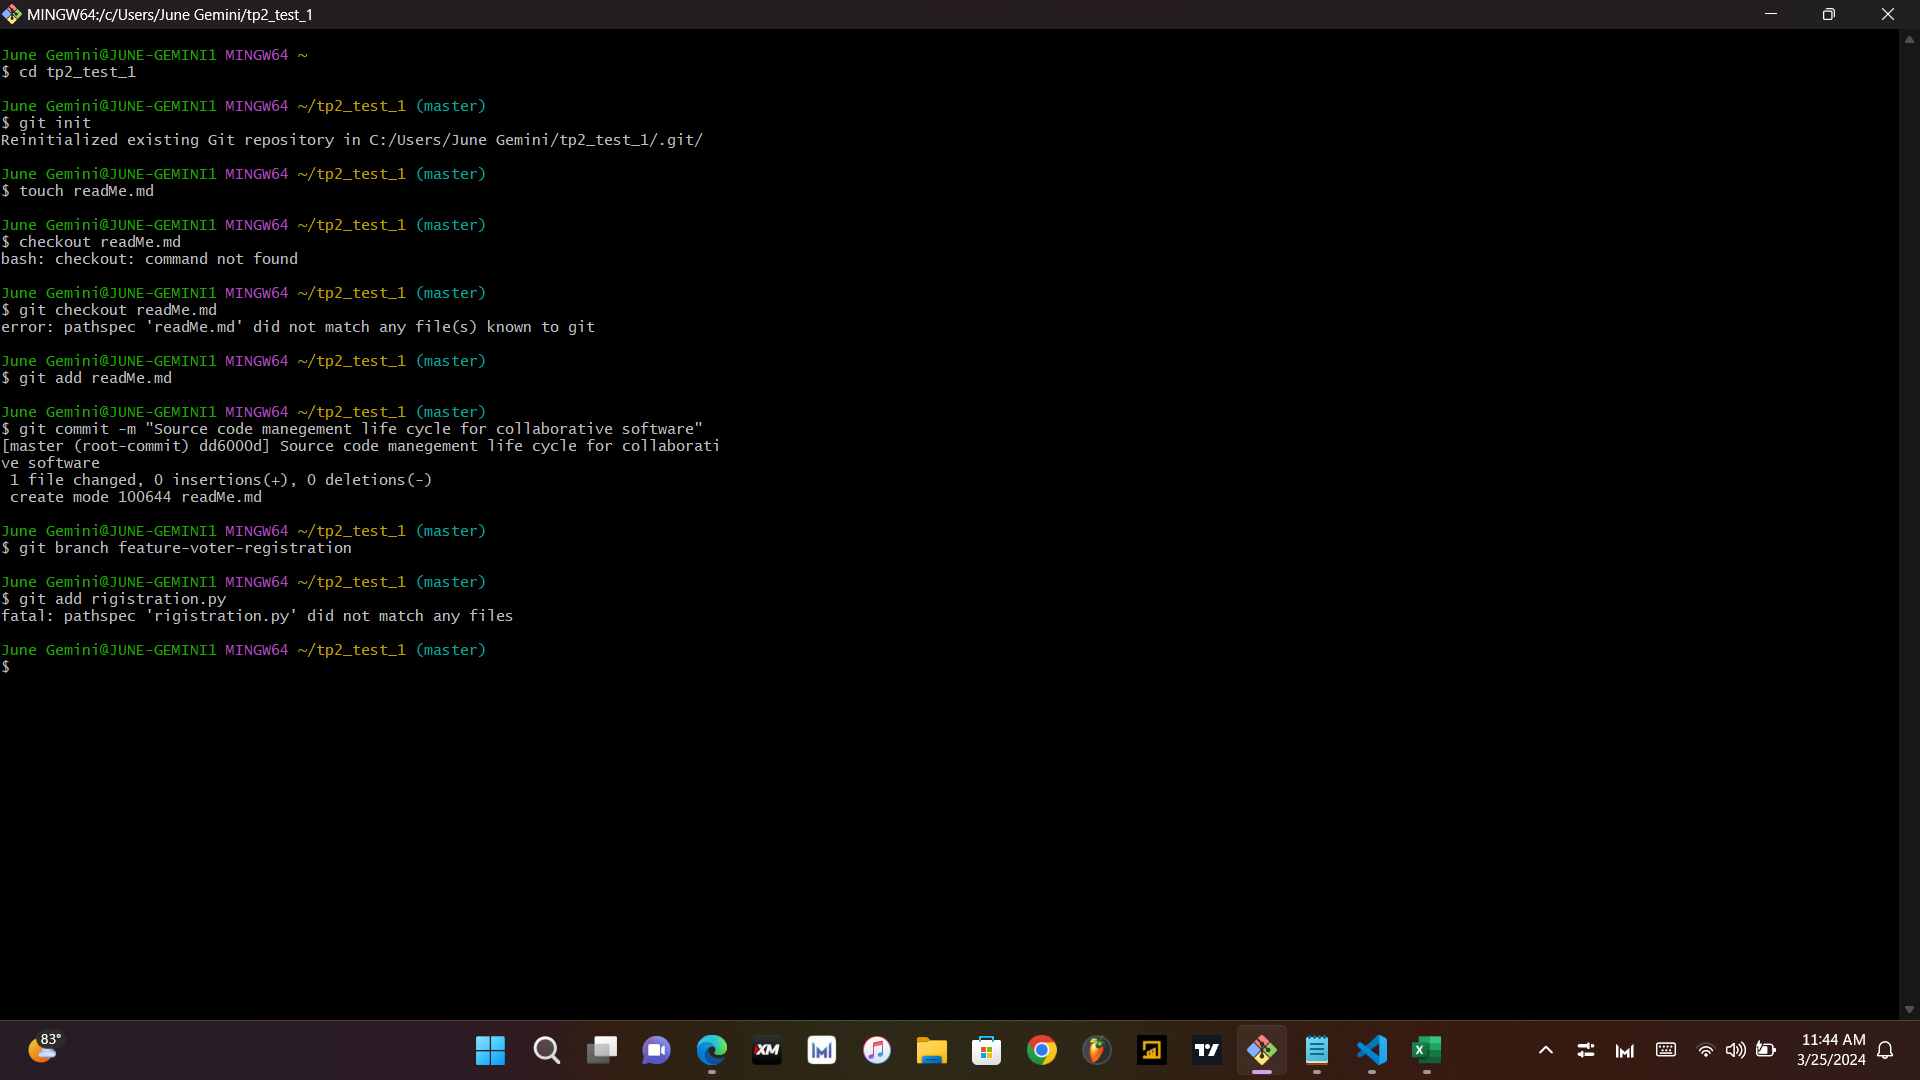 MINGW64:/c/Users/June Gemini/tp2_test_1
June Gemini@JUNE-GEMINI1 MINGW64 ~
$ cd tp2_test_1
June Gemini@JUNE-GEMINI1 MINGW64 ~/tp2_test_1 (master)
$ git init
Reinitialized existing Git repository in C:/Users/June Gemini/tp2_test_1/.git/
June Gemini@JUNE-GEMINI1 MINGW64 ~/tp2_test_1 (master)
$ touch readMe.md
June Gemini@JUNE-GEMINI1 MINGW64 ~/tp2_test_1 (master)
$ checkout readMe.md
bash: checkout: command not found
June Gemini@JUNE-GEMINI1 MINGW64 ~/tp2_test_1 (master)
$ git checkout readMe.md
error: pathspec 'readMe.md' did not match any file(s) known to git
June Gemini@JUNE-GEMINI1 MINGW64 ~/tp2_test_1 (master)
$ git add readMe.md
June Gemini@JUNE-GEMINI1 MINGW64 ~/tp2_test_1 (master)
$ git commit -m "Source code manegement life cycle for collaborative software"
[master (root-commit) dd6000d] Source code manegement life cycle for collaborati
ve software
1 file changed, 0 insertions(+), 0 deletions(-)
create mode 100644 readMe.md
June Gemini@JUNE-GEMINI1 MINGW64 ~/tp2_test_1 (master)
$ git branch feature-voter-registration
June Gemini@JUNE-GEMINI1 MINGW64 ~/tp2_test_1 (master)
$ git add rigistration.py
fatal: pathspec 'rigistration.py' did not match any files
June Gemini@JUNE-GEMINI1 MINGW64 ~/tp2_test_1 (master)
$
83°
XM
11:44 AM
3/25/2024